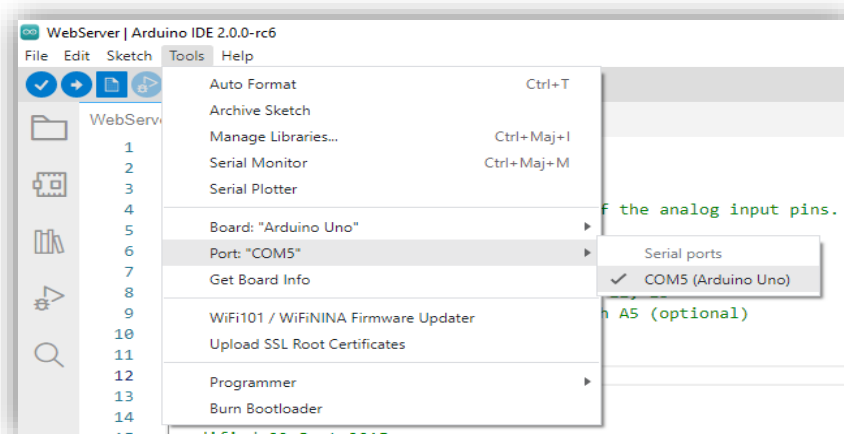 WebServer | Arduino IDE 2.0.0-rc6
File Edit Sketch Tools Help
WebServ
Auto Format Ctrl+T
Archive Sketch
Manage Libraries... Ctrl+Maj+I
Serial Monitor Ctrl+Maj+M
Serial Plotter
Board: "Arduino Uno"
Port: "COM5"
Get Board Info
WiFi101 / WiFiNINA Firmware Updater
Upload SSL Root Certificates
Programmer
Burn Bootloader
Serial ports
COM5 (Arduino Uno)
1
2
3
4 f the analog input pins.
5
6
7
8
9 h A5 (optional)
10
11
12
13
14